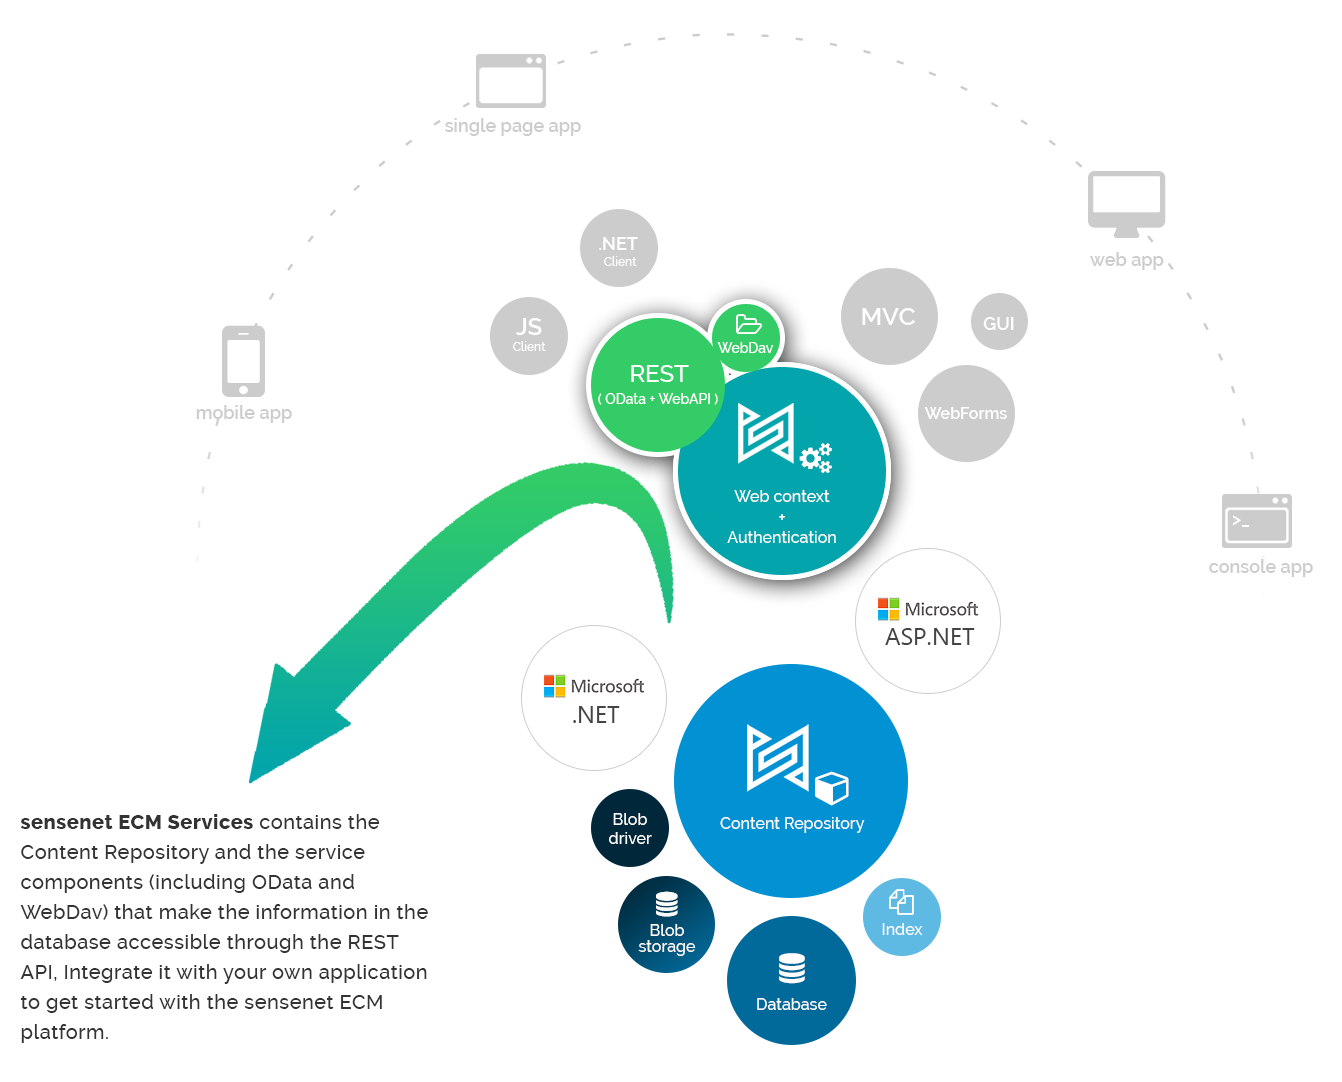 single page app
web app
.NET
Client
JS
Client
MVC
GUI
WebDav
REST
( OData + WebAPI )
WebForms
mobile app
Web context
+
Authentication
>_
console app
Microsoft
ASP.NET
Microsoft
.NET
Content Repository
Blob
driver
Blob
storage
Index
Database
sensenet ECM Services contains the
Content Repository and the service
components (including OData and
WebDav) that make the information in the
database accessible through the REST
API, Integrate it with your own application
to get started with the sensenet ECM
platform.